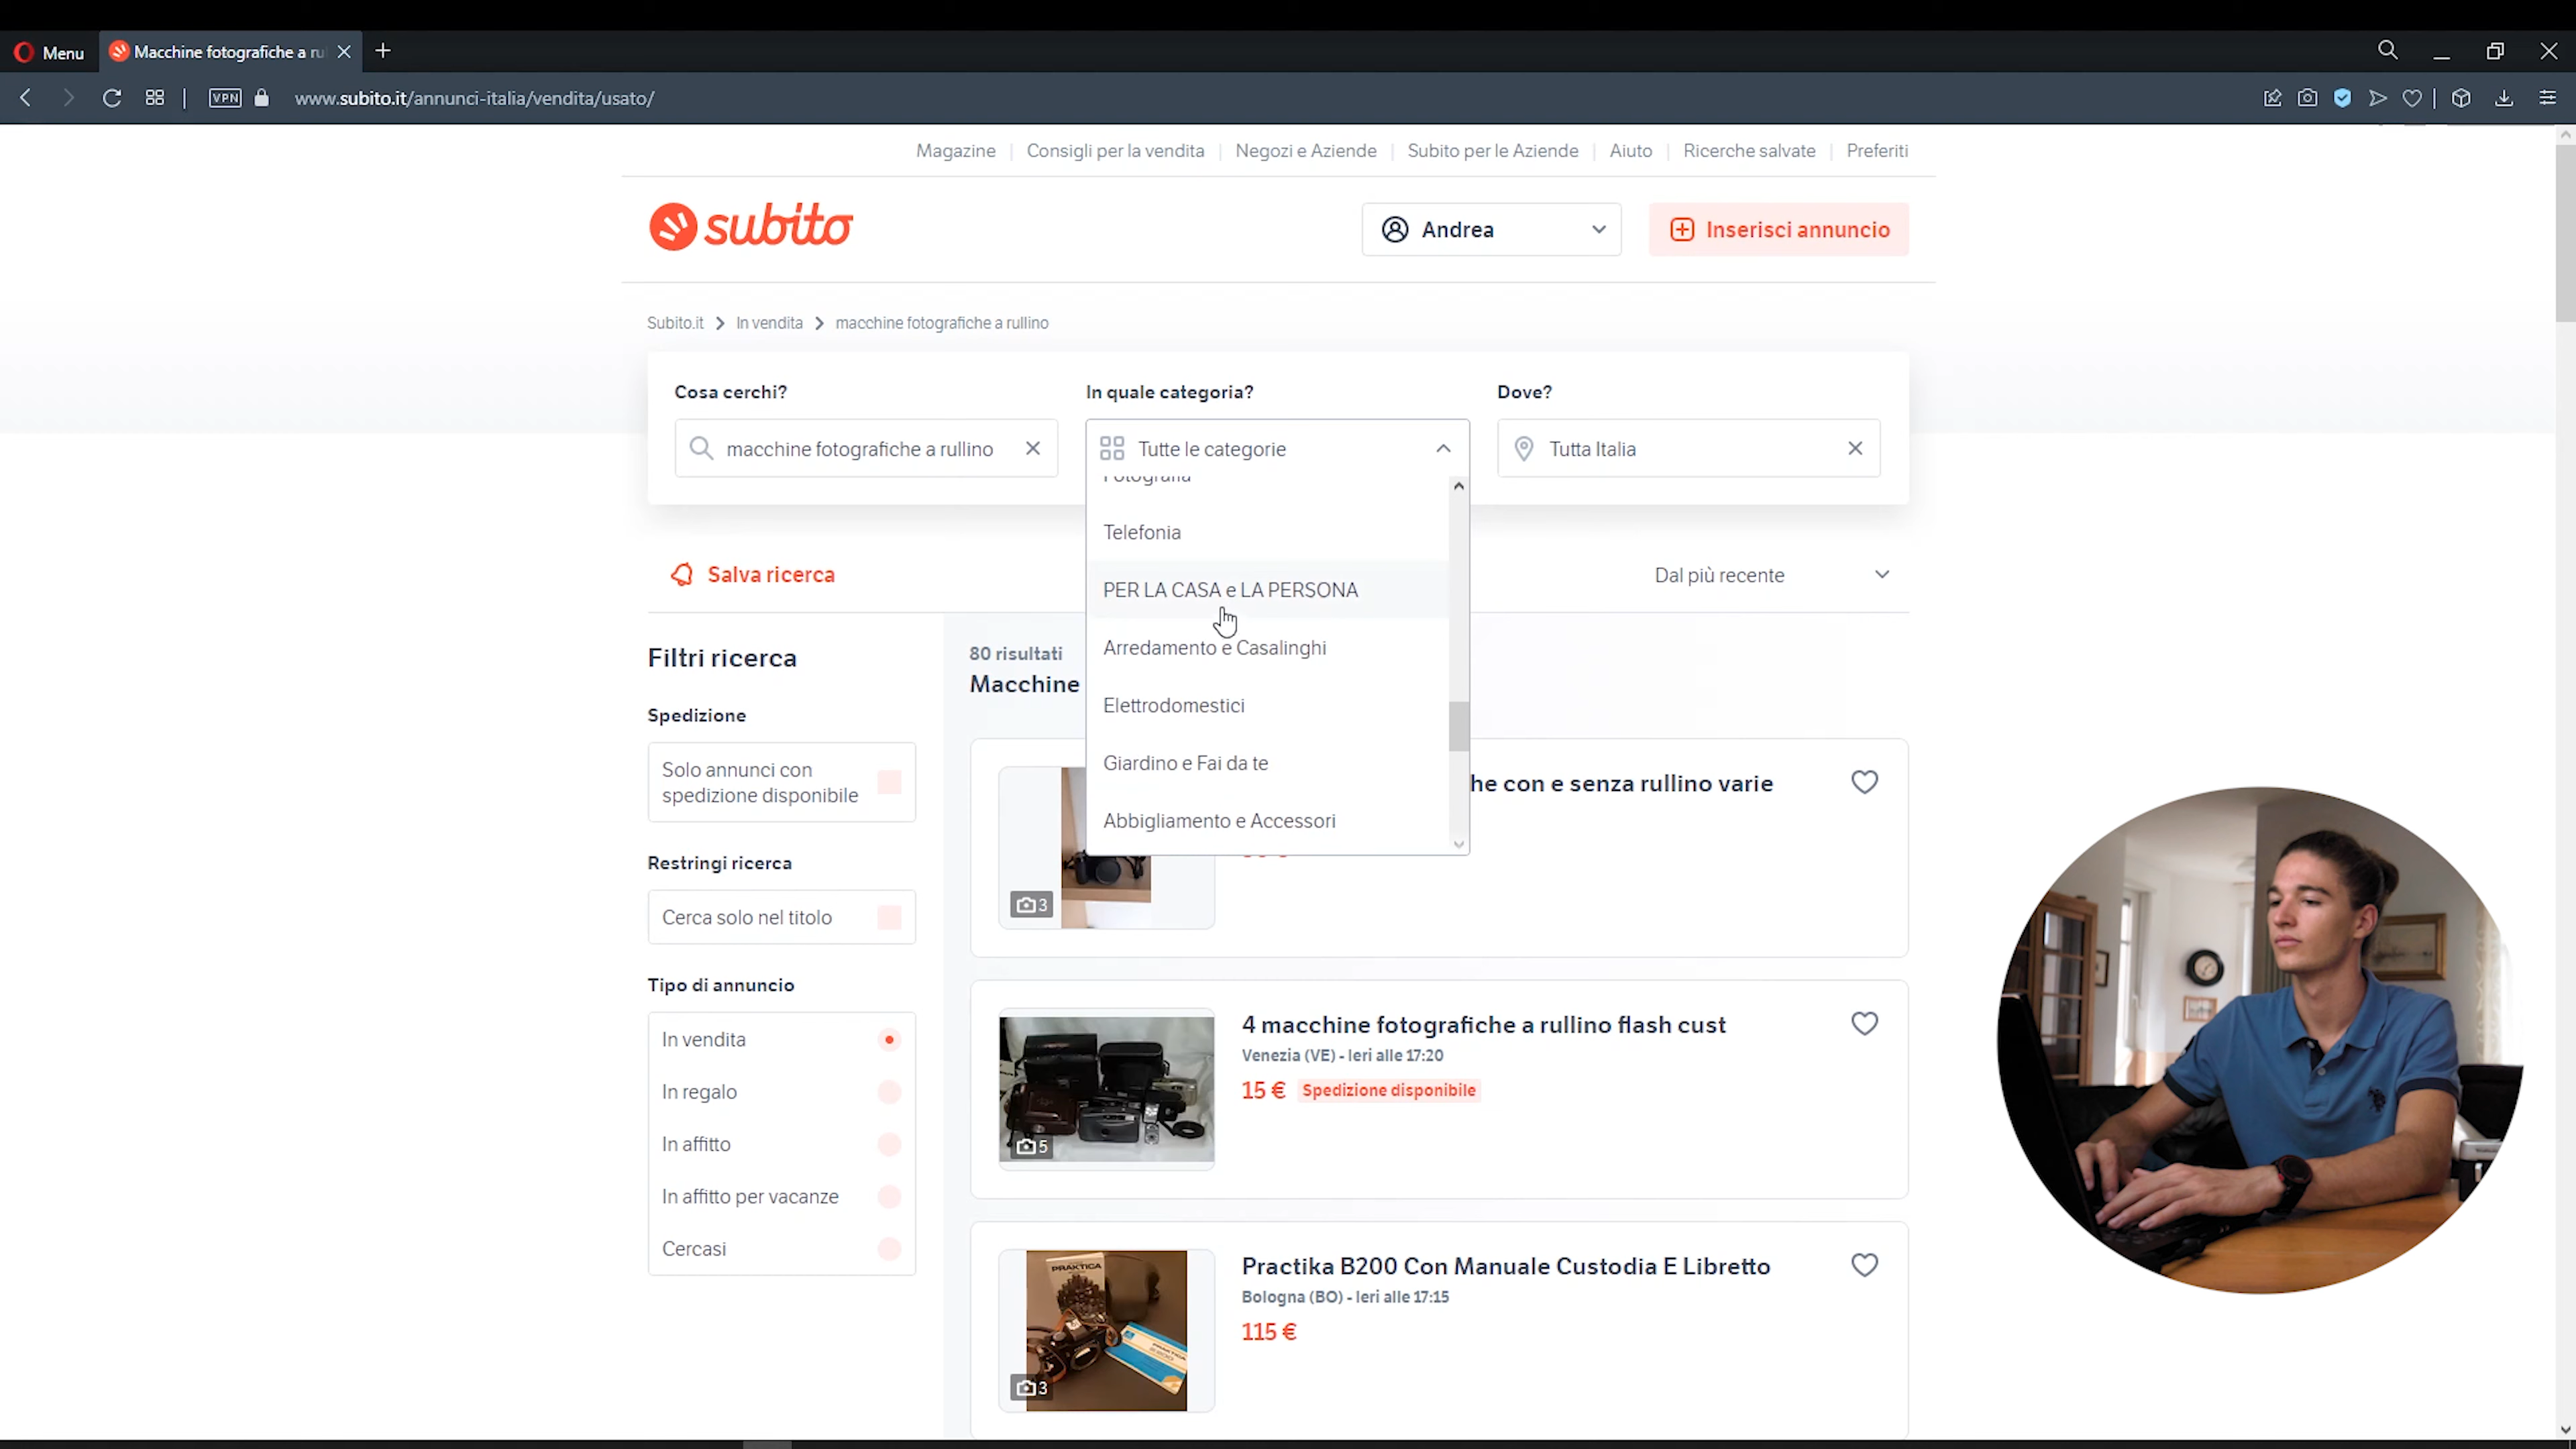 Menu
Macchine fotografiche a ru
VPN
www.subito.it/annunci-italia/vendita/usato/
Magazine
Consigli per la vendita
Negozi e Aziende
Subito per le Aziende
Aiuto
Ricerche salvate
Preferiti
subito
Andrea
Inserisci annuncio
Subito.it
In vendita
macchine fotografiche a rullino
Cosa cerchi?
In quale categoria?
Dove?
macchine fotografiche a rullino
Tutte le categorie
Tutta Italia
Fotografia
Telefonia
PER LA CASA e LA PERSONA
Arredamento e Casalinghi
Elettrodomestici
Giardino e Fai da te
Abbigliamento e Accessori
Salva ricerca
Dal più recente
Filtri ricerca
Spedizione
Solo annunci con
spedizione disponibile
Restringi ricerca
Cerca solo nel titolo
Tipo di annuncio
In vendita
In regalo
In affitto
In affitto per vacanze
Cercasi
80 risultati
Macchine
he con e senza rullino varie
3
4 macchine fotografiche a rullino flash cust
Venezia (VE) - Ieri alle 17:20
15 € Spedizione disponibile
5
Practika B200 Con Manuale Custodia E Libretto
Bologna (BO) - Ieri alle 17:15
115 €
PRAKTICA
3